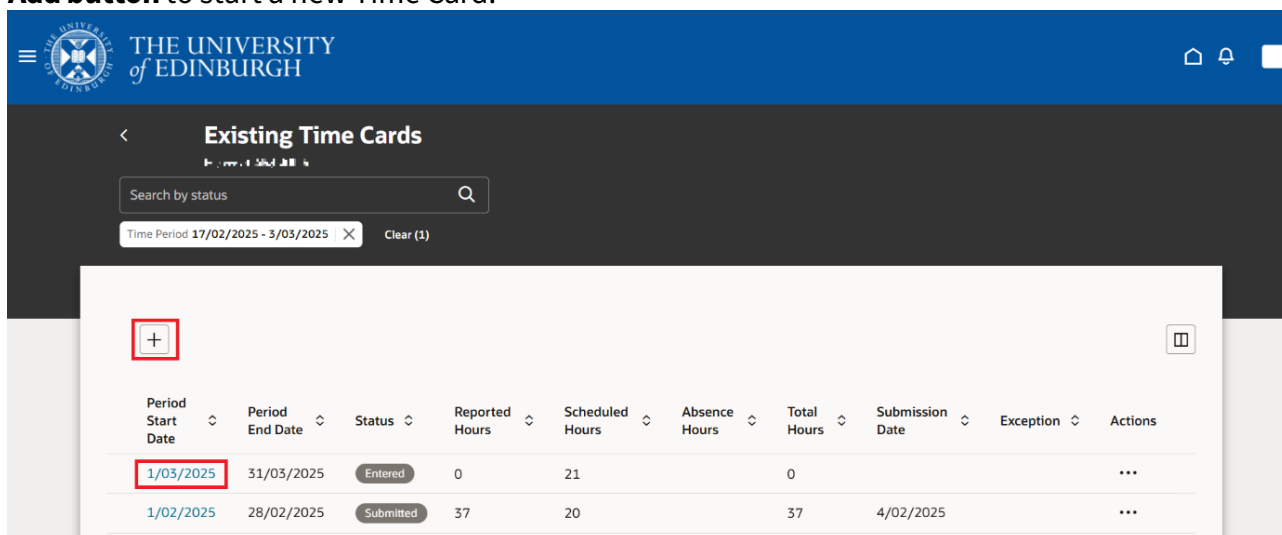 Add button to start a new Time Card.
THE UNIVERSITY
of EDINBURGH
Existing Time Cards
Search by status
Time Period 17/02/2025 - 3/03/2025 Clear (1)
Period Start Date Period End Date Status Reported Hours Scheduled Hours Absence Hours Total Hours Submission Date Exception Actions
1/03/2025 31/03/2025 Entered 0 21 0
1/02/2025 28/02/2025 Submitted 37 20 37 4/02/2025